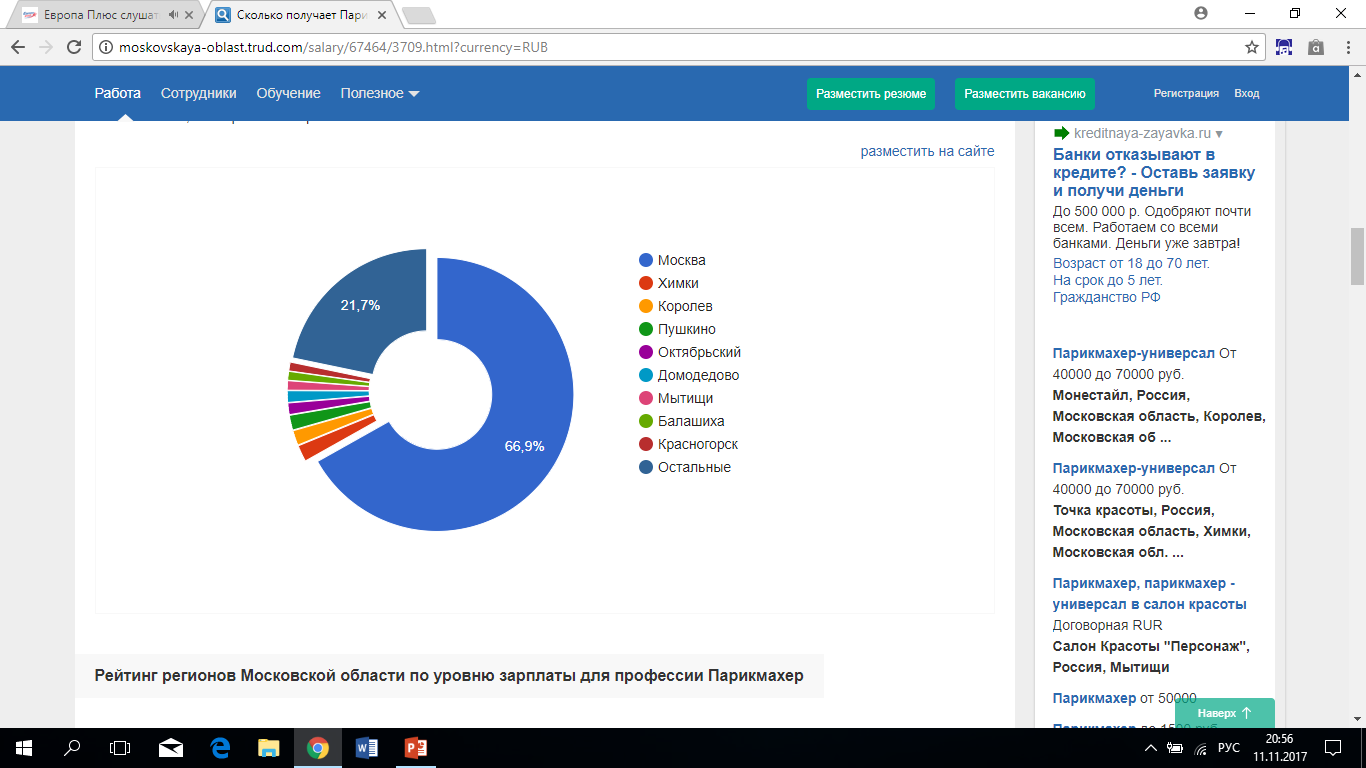 Европа Плюс слушат
Сколько получает Пари
moskovskaya-oblast.trud.com/salary/67464/3709.html?currency=RUB
Работа Сотрудники Обучение Полезное
Разместить резюме Разместить вакансию
Регистрация Вход
разместить на сайте
21,7%
66,9%
Москва
Химки
Королев
Пушкино
Октябрьский
Домодедово
Мытищи
Балашиха
Красногорск
Остальные
Рейтинг регионов Московской области по уровню зарплаты для профессии Парикмахер
kreditnaya-zayavka.ru
Банки отказывают в
кредите? - Оставь заявку
и получи деньги
До 500 000 р. Одобряют почти
всем. Работаем со всеми
банками. Деньги уже завтра!
Возраст от 18 до 70 лет.
На срок до 5 лет.
Гражданство РФ
Парикмахер-универсал От
40000 до 70000 руб.
Монестайл, Россия,
Московская область, Королев,
Московская об ...
Парикмахер-универсал От
40000 до 70000 руб.
Точка красоты, Россия,
Московская область, Химки,
Московская обл. ...
Парикмахер, парикмахер -
универсал в салон красоты
Договорная RUR
Салон Красоты "Персонаж",
Россия, Мытищи
Парикмахер от 50000
Наверх
РУС
20:56
11.11.2017